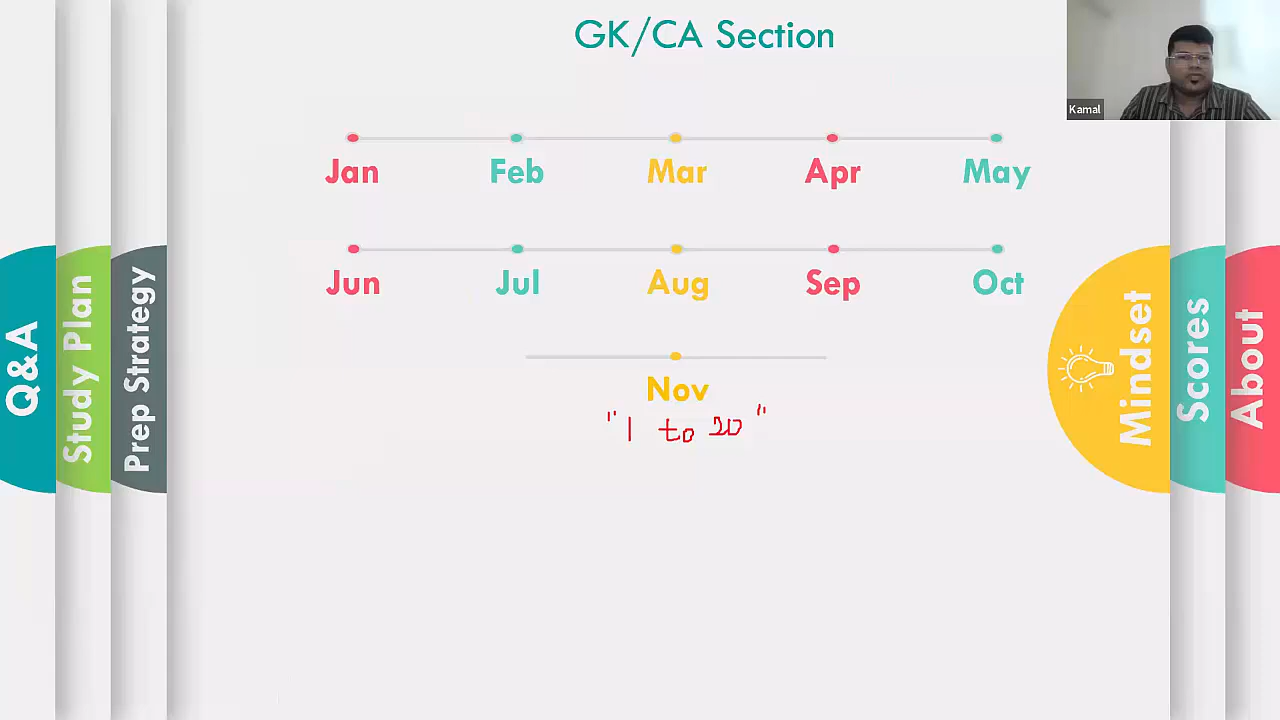 GK/CA Section
Kamal
Jan Feb Mar Apr May
Jun Jul Aug Sep Oct
Nov
"1 to 20"
Q&A
Study Plan
Prep Strategy
Mindset
Scores
About